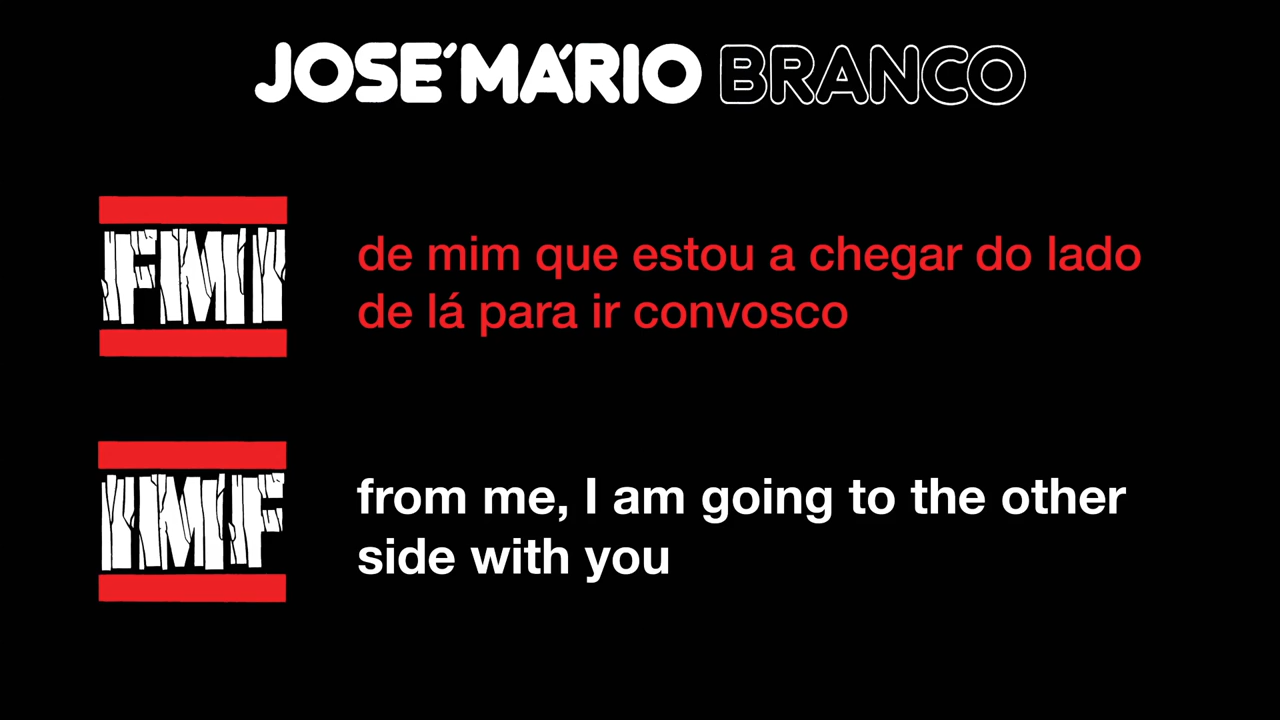 JOSÉ MÁRIO BRANCO
FMI
de mim que estou a chegar do lado
de lá para ir convosco
IMF
from me, I am going to the other
side with you